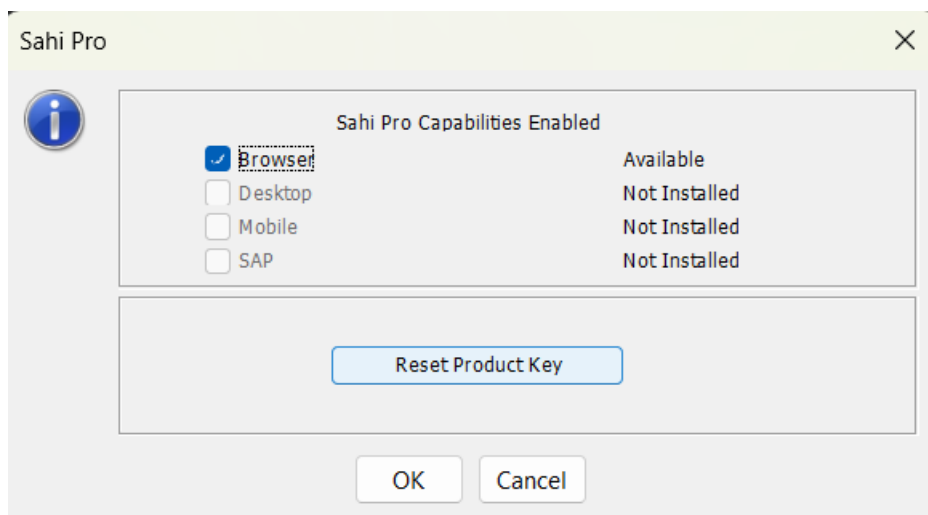 Sahi Pro
Sahi Pro Capabilities Enabled
Browser Available
Desktop Not Installed
Mobile Not Installed
SAP Not Installed
Reset Product Key
OK Cancel